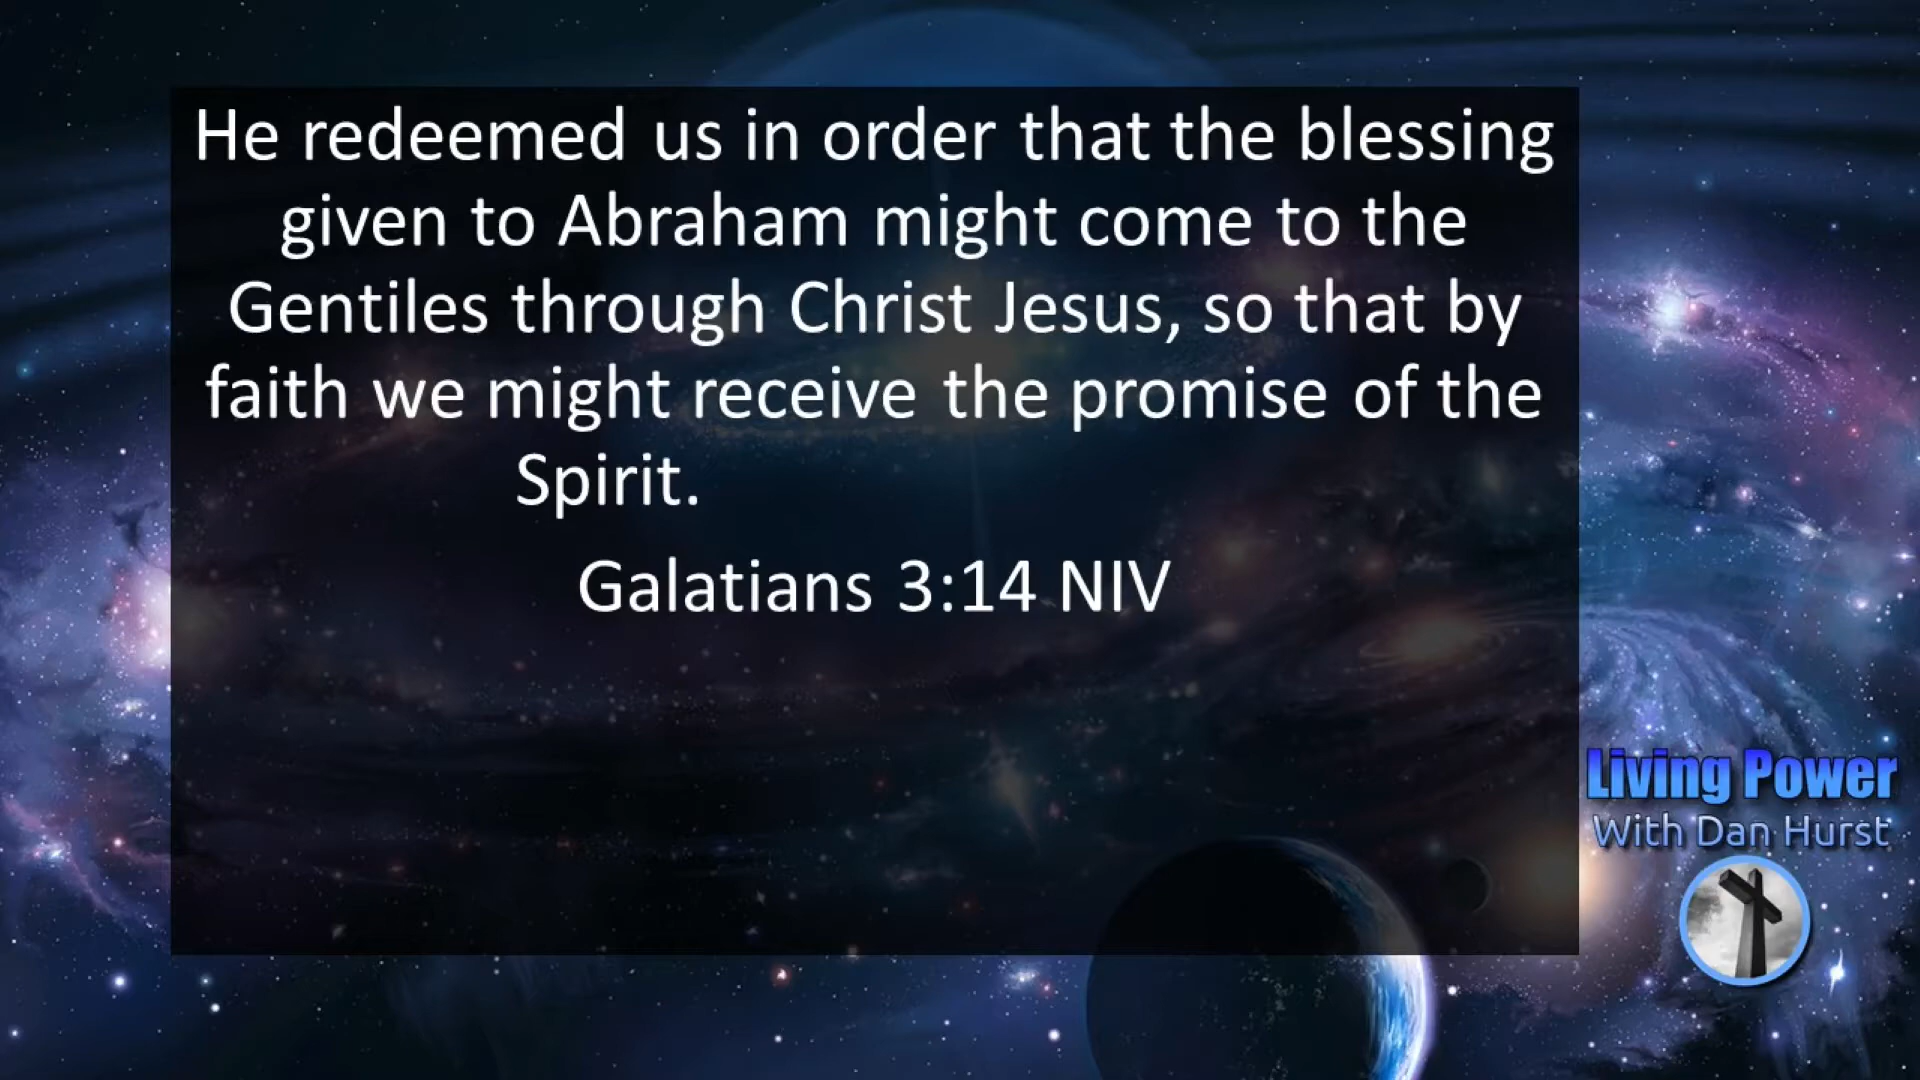 He redeemed us in order that the blessing
given to Abraham might come to the
Gentiles through Christ Jesus, so that by
faith we might receive the promise of the
Spirit.
Galatians 3:14 NIV
Living Power
With Dan Hurst